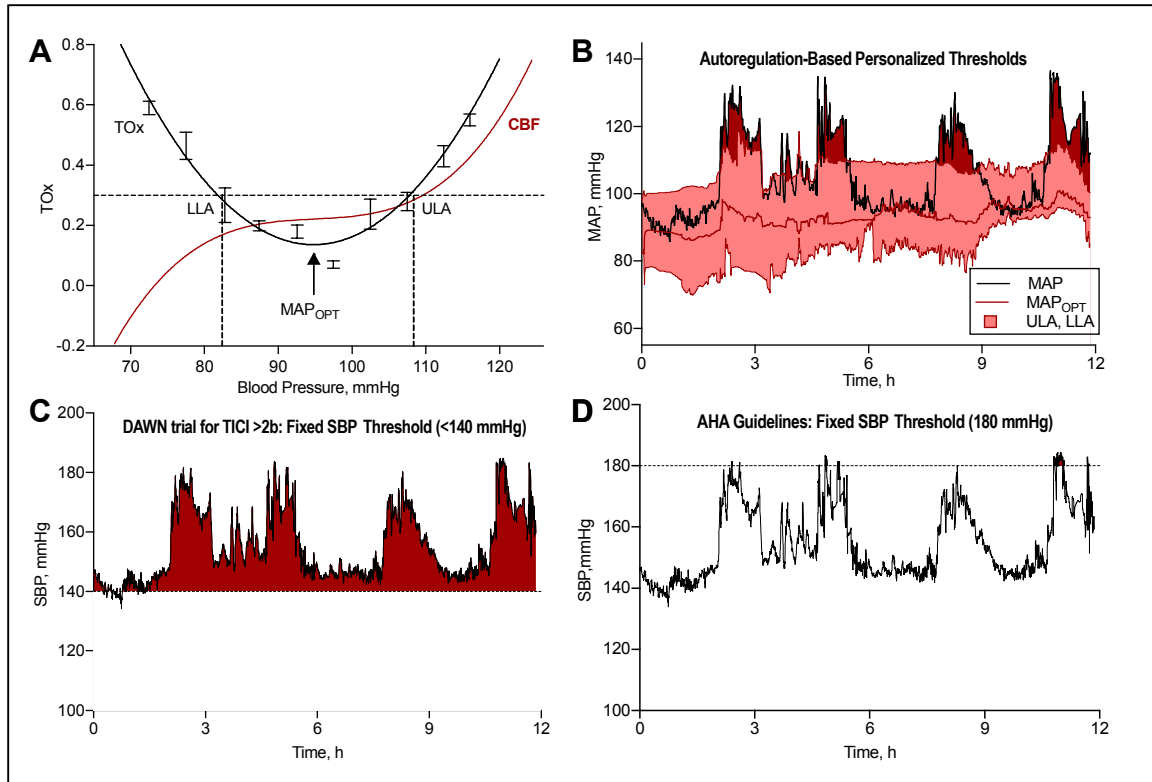 A
0.8
0.6
0.4
0.2
0.0
-0.2
TOx
TOx
CBF
LLA
ULA
MAPOPT
70 80 90 100 110 120
Blood Pressure, mmHg
B
Autoregulation-Based Personalized Thresholds
140
120
100
80
60
MAP, mmHg
MAP
MAPOPT
ULA, LLA
0 3 6 9 12
Time, h
C
DAWN trial for TICI >2b: Fixed SBP Threshold (<140 mmHg)
200
180
160
140
120
100
SBP, mmHg
0 3 6 9 12
Time, h
D
AHA Guidelines: Fixed SBP Threshold (180 mmHg)
200
180
160
140
120
100
SBP,mmHg
0 3 6 9 12
Time, h